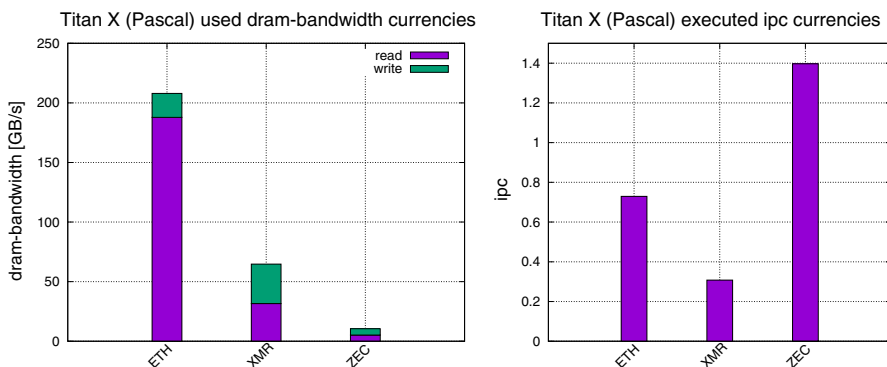 Titan X (Pascal) used dram-bandwidth currencies
250
200
150
100
50
0
dram-bandwidth [GB/s]
read
write
ETH
XMR
ZEC
Titan X (Pascal) executed ipc currencies
1.4
1.2
1
0.8
0.6
0.4
0.2
0
ipc
ETH
XMR
ZEC